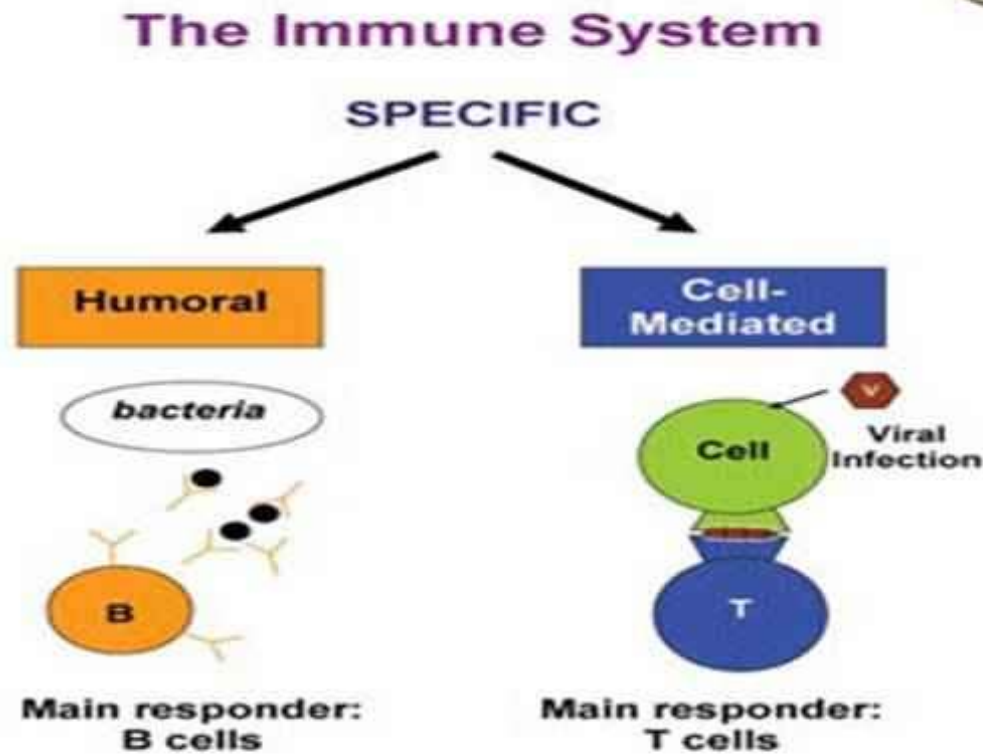 The Immune System
SPECIFIC
Humoral
Cell-
Mediated
bacteria
V
Cell
Viral
Infection
B
T
Main responder:
B cells
Main responder:
T cells